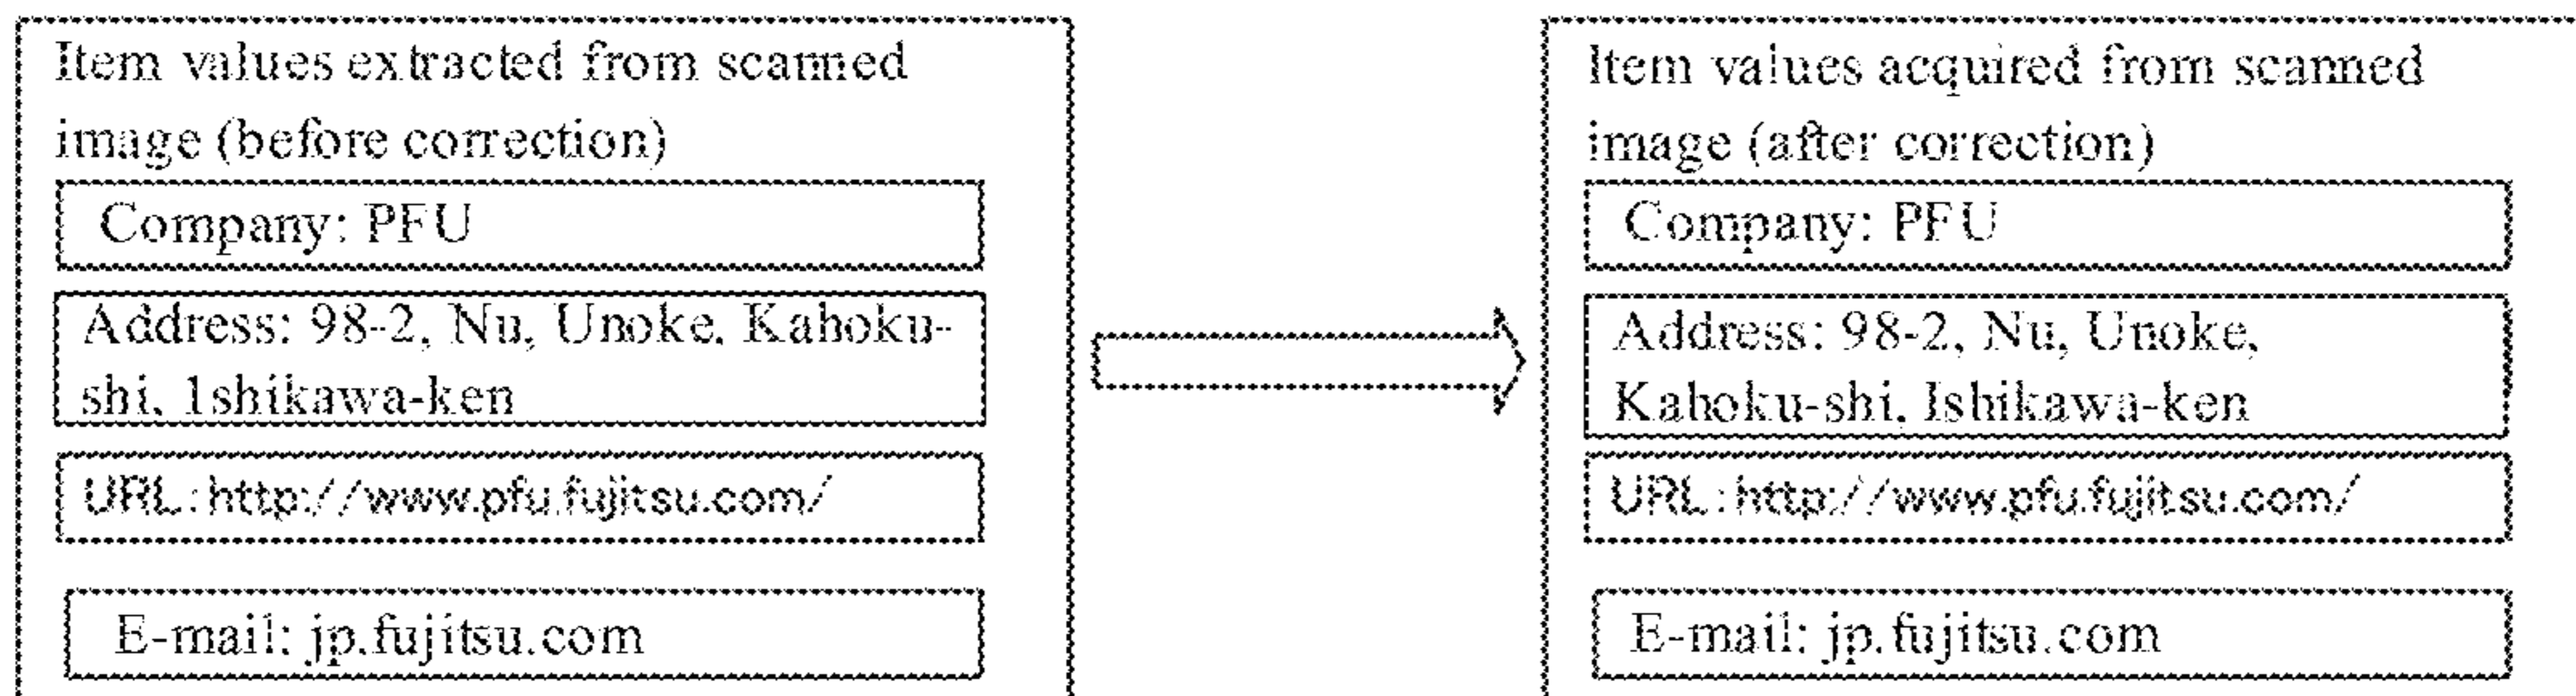 Item values extracted from scanned
image (before correction)
Company: PFU
Address: 98-2, Nu, Unoke, Kahoku-
shi, 1shikawa-ken
URL:http://www.pfu.fujitsu.com/
E-mail: jp.fujitsu.com
Item values acquired from scanned
image (after correction)
Company: PFU
Address: 98-2, Nu, Unoke,
Kahoku-shi, Ishikawa-ken
URL:http://www.pfu.fujitsu.com/
E-mail: jp.fujitsu.com